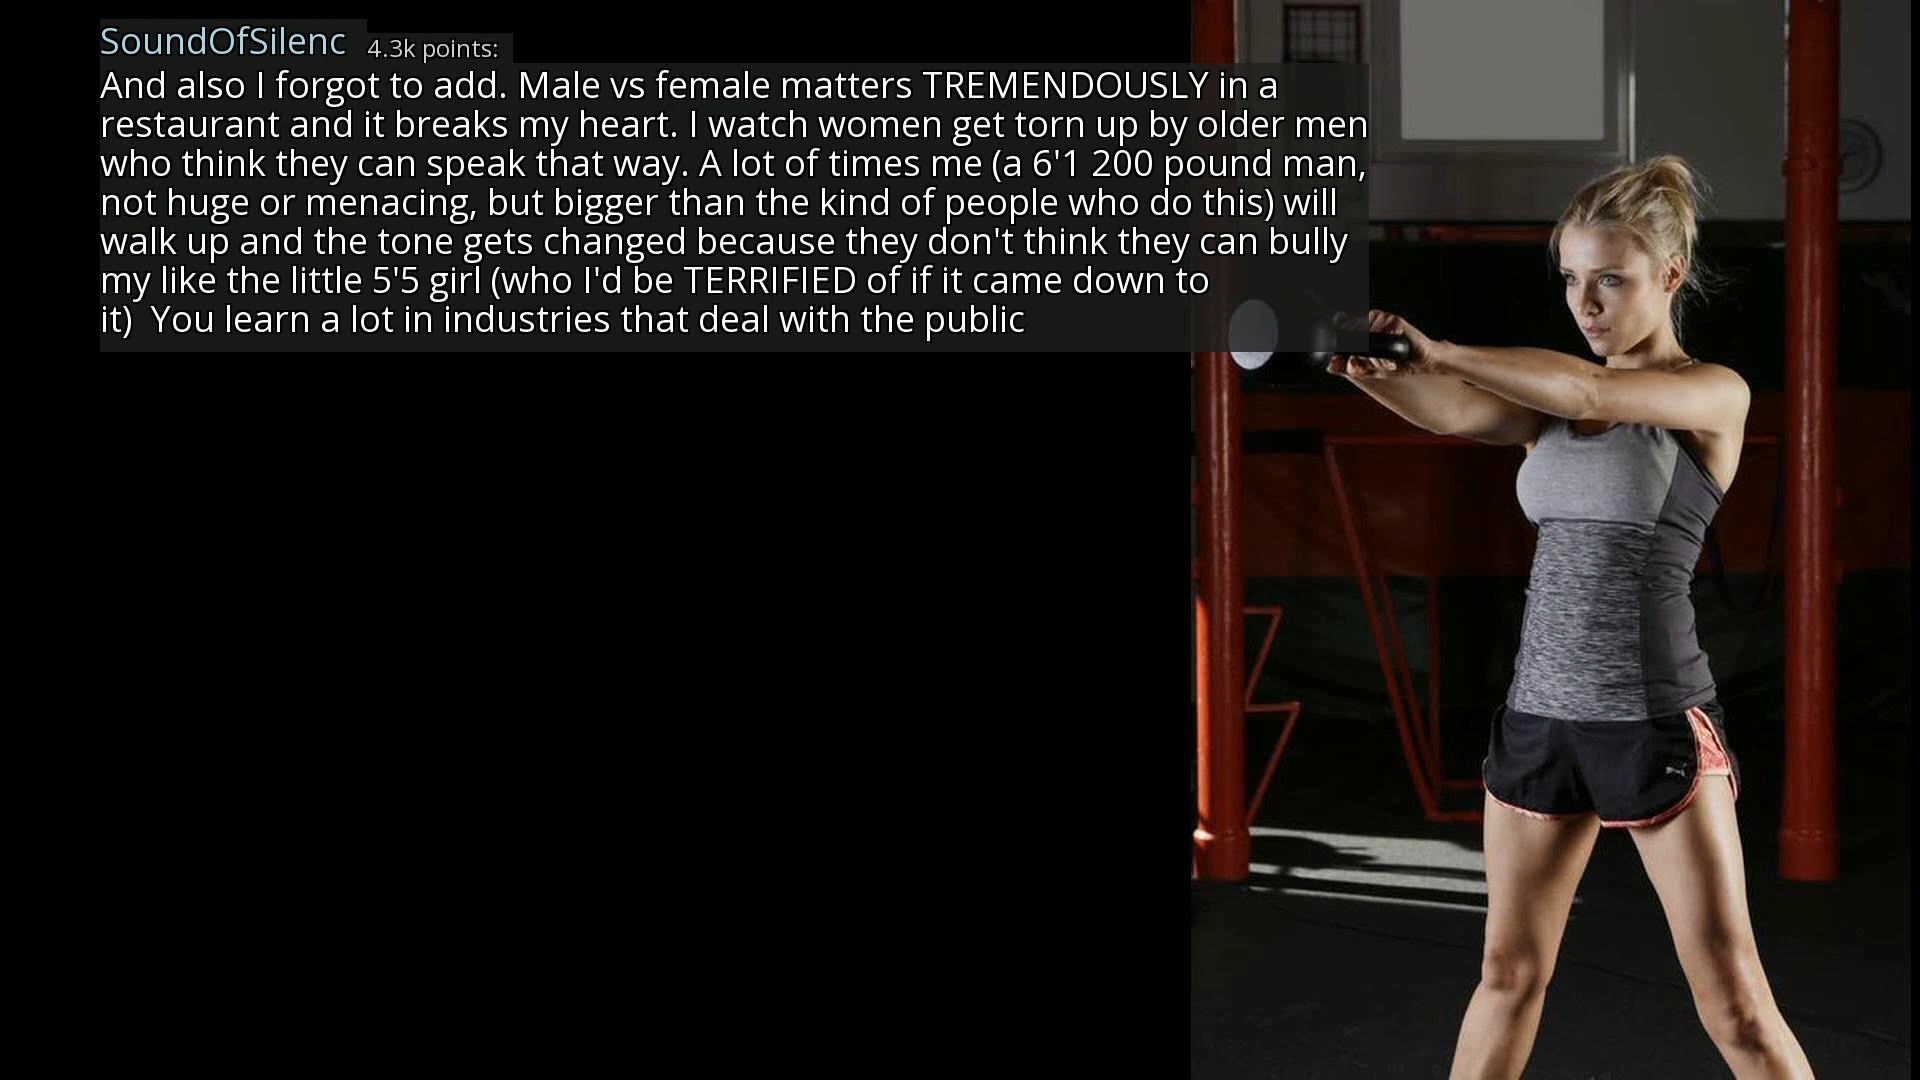 SoundOfSilenc 4.3k points:
And also I forgot to add. Male vs female matters TREMENDOUSLY in a
restaurant and it breaks my heart. I watch women get torn up by older men
who think they can speak that way. A lot of times me (a 6'1 200 pound man,
not huge or menacing, but bigger than the kind of people who do this) will
walk up and the tone gets changed because they don't think they can bully
my like the little 5'5 girl (who I'd be TERRIFIED of if it came down to
it)  You learn a lot in industries that deal with the public